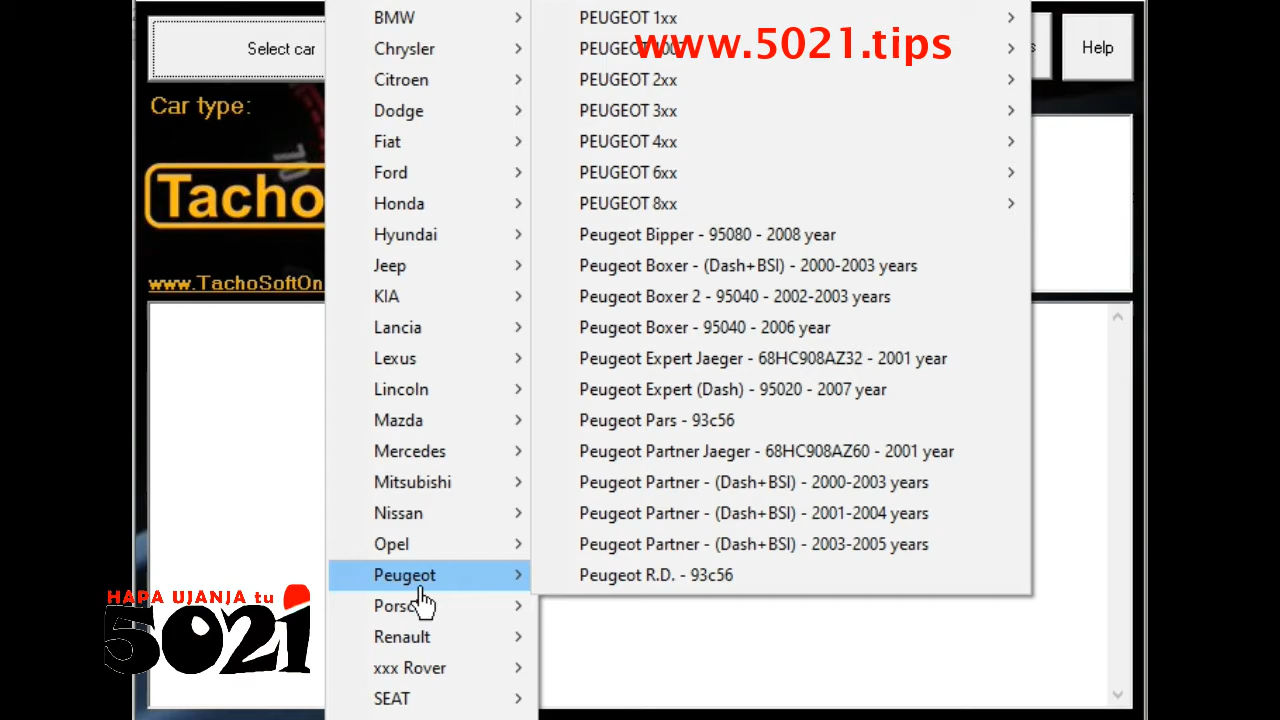 Select car
Help
www.5021.tips
Car type:
Tacho
www.TachoSoftOn
BMW
Chrysler
Citroen
Dodge
Fiat
Ford
Honda
Hyundai
Jeep
KIA
Lancia
Lexus
Lincoln
Mazda
Mercedes
Mitsubishi
Nissan
Opel
Peugeot
Renault
xxx Rover
SEAT
PEUGEOT 1xx
PEUGEOT
PEUGEOT 2xx
PEUGEOT 3xx
PEUGEOT 4xx
PEUGEOT 6xx
PEUGEOT 8xx
Peugeot Bipper - 95080 - 2008 year
Peugeot Boxer - (Dash+BSI) - 2000-2003 years
Peugeot Boxer 2 - 95040 - 2002-2003 years
Peugeot Boxer - 95040 - 2006 year
Peugeot Expert Jaeger - 68HC908AZ32 - 2001 year
Peugeot Expert (Dash) - 95020 - 2007 year
Peugeot Pars - 93c56
Peugeot Partner Jaeger - 68HC908AZ60 - 2001 year
Peugeot Partner - (Dash+BSI) - 2000-2003 years
Peugeot Partner - (Dash+BSI) - 2001-2004 years
Peugeot Partner - (Dash+BSI) - 2003-2005 years
Peugeot R.D. - 93c56
HAPA UJANJA tu
5021